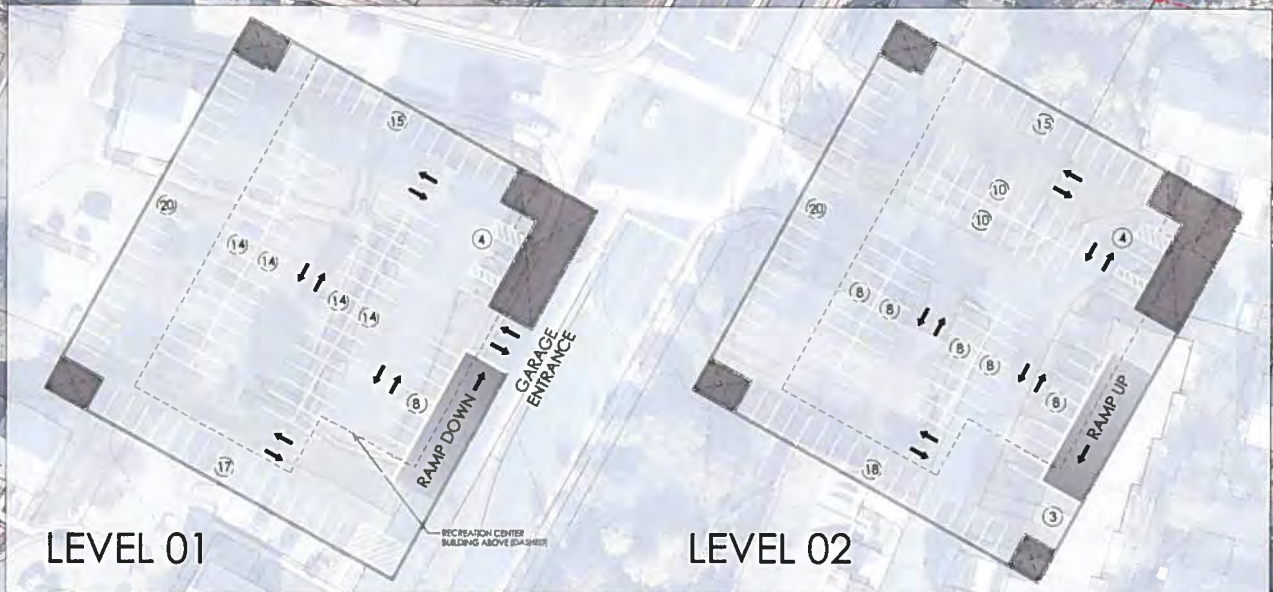 15
20
4
14
14
14
14
8
17
GARAGE
ENTRANCE
RAMP DOWN
RECREATION CENTER
BUILDING ABOVE (DASHED)
LEVEL 01
15
10
10
20
4
8
8
8
8
8
18
RAMP UP
3
LEVEL 02